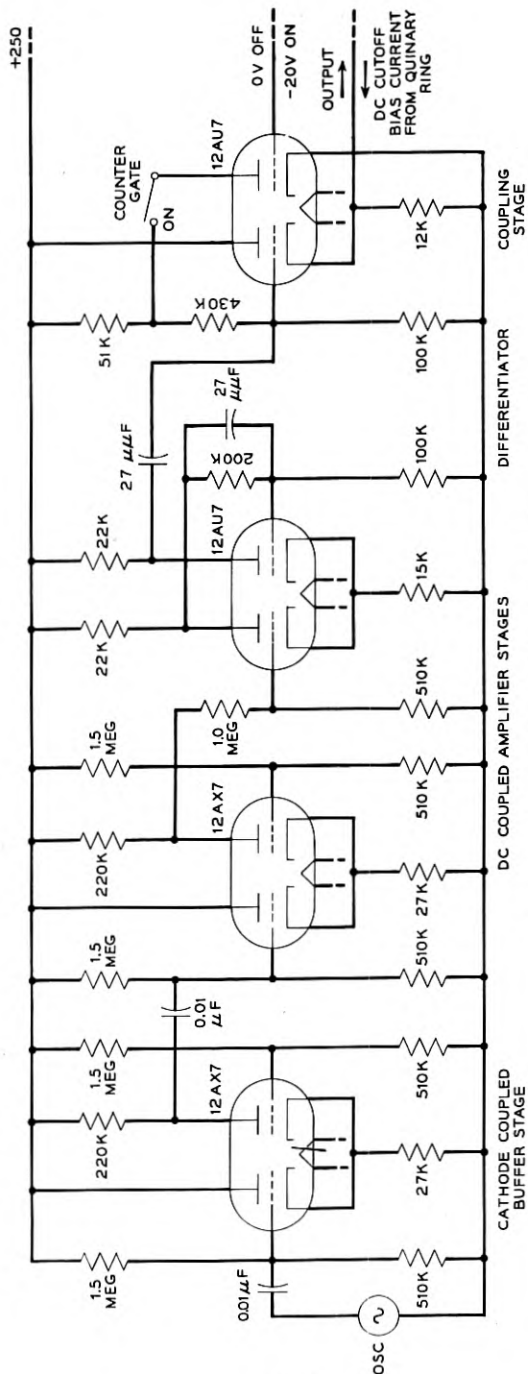 +250
1.5
MEG
220K
1.5
MEG
1.5
MEG
220K
1.5
MEG
22K
22K
51K
COUNTER
GATE
ON
0.01
μF
1.0
MEG
27 μμF
27
μμF
200K
430K
12AX7
12AX7
12AU7
12AU7
0V OFF
-20V ON
OUTPUT
DC CUTOFF
BIAS CURRENT
FROM QUINARY
RING
0.01μF
OSC
510K
27K
510K
510K
27K
510K
510K
15K
100K
100K
12K
CATHODE COUPLED
BUFFER STAGE
DC COUPLED AMPLIFIER STAGES
DIFFERENTIATOR
COUPLING
STAGE